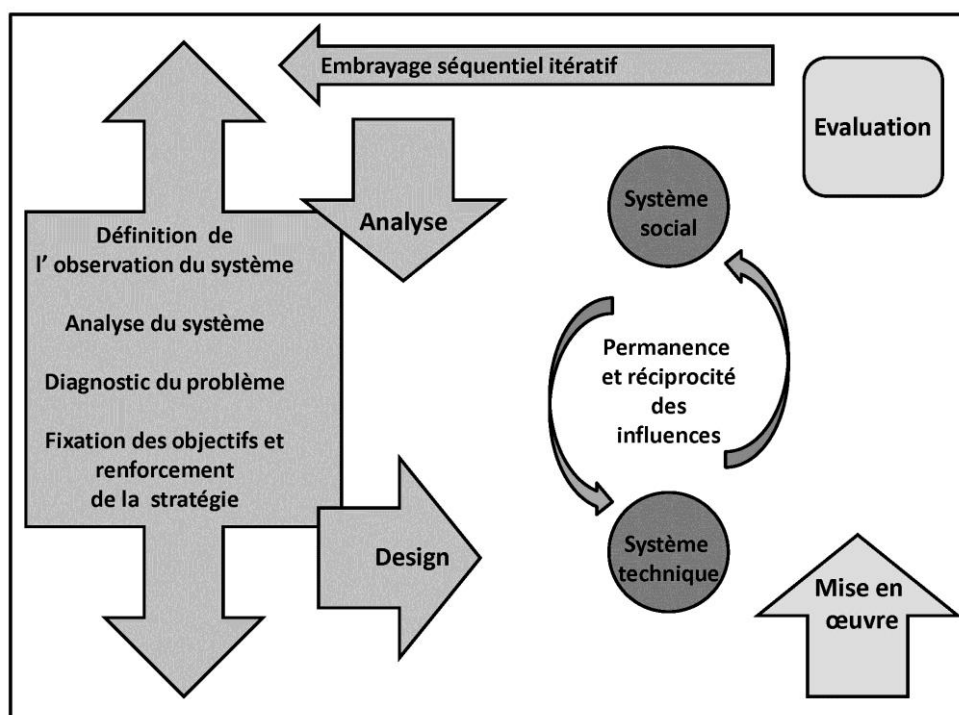 Embrayage séquentiel itératif
Evaluation
Analyse
Système
social
Définition de
l' observation du système
Analyse du système
Diagnostic du problème
Fixation des objectifs et
renforcement
de la stratégie
Permanence
et réciprocité
des
influences
Design
Système
technique
Mise en
œuvre